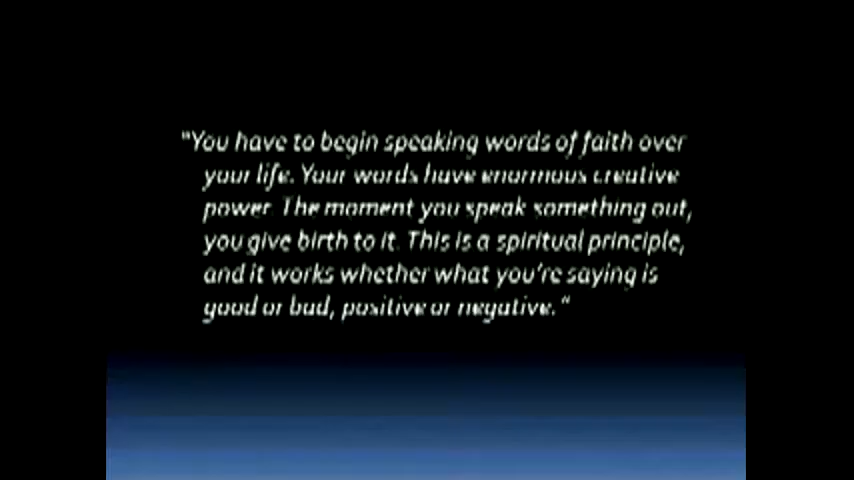 "You have to begin speaking words of faith over
your life. Your words have enormous creative
power. The moment you speak something out,
you give birth to it. This is a spiritual principle,
and it works whether what you're saying is
good or bad, positive or negative."